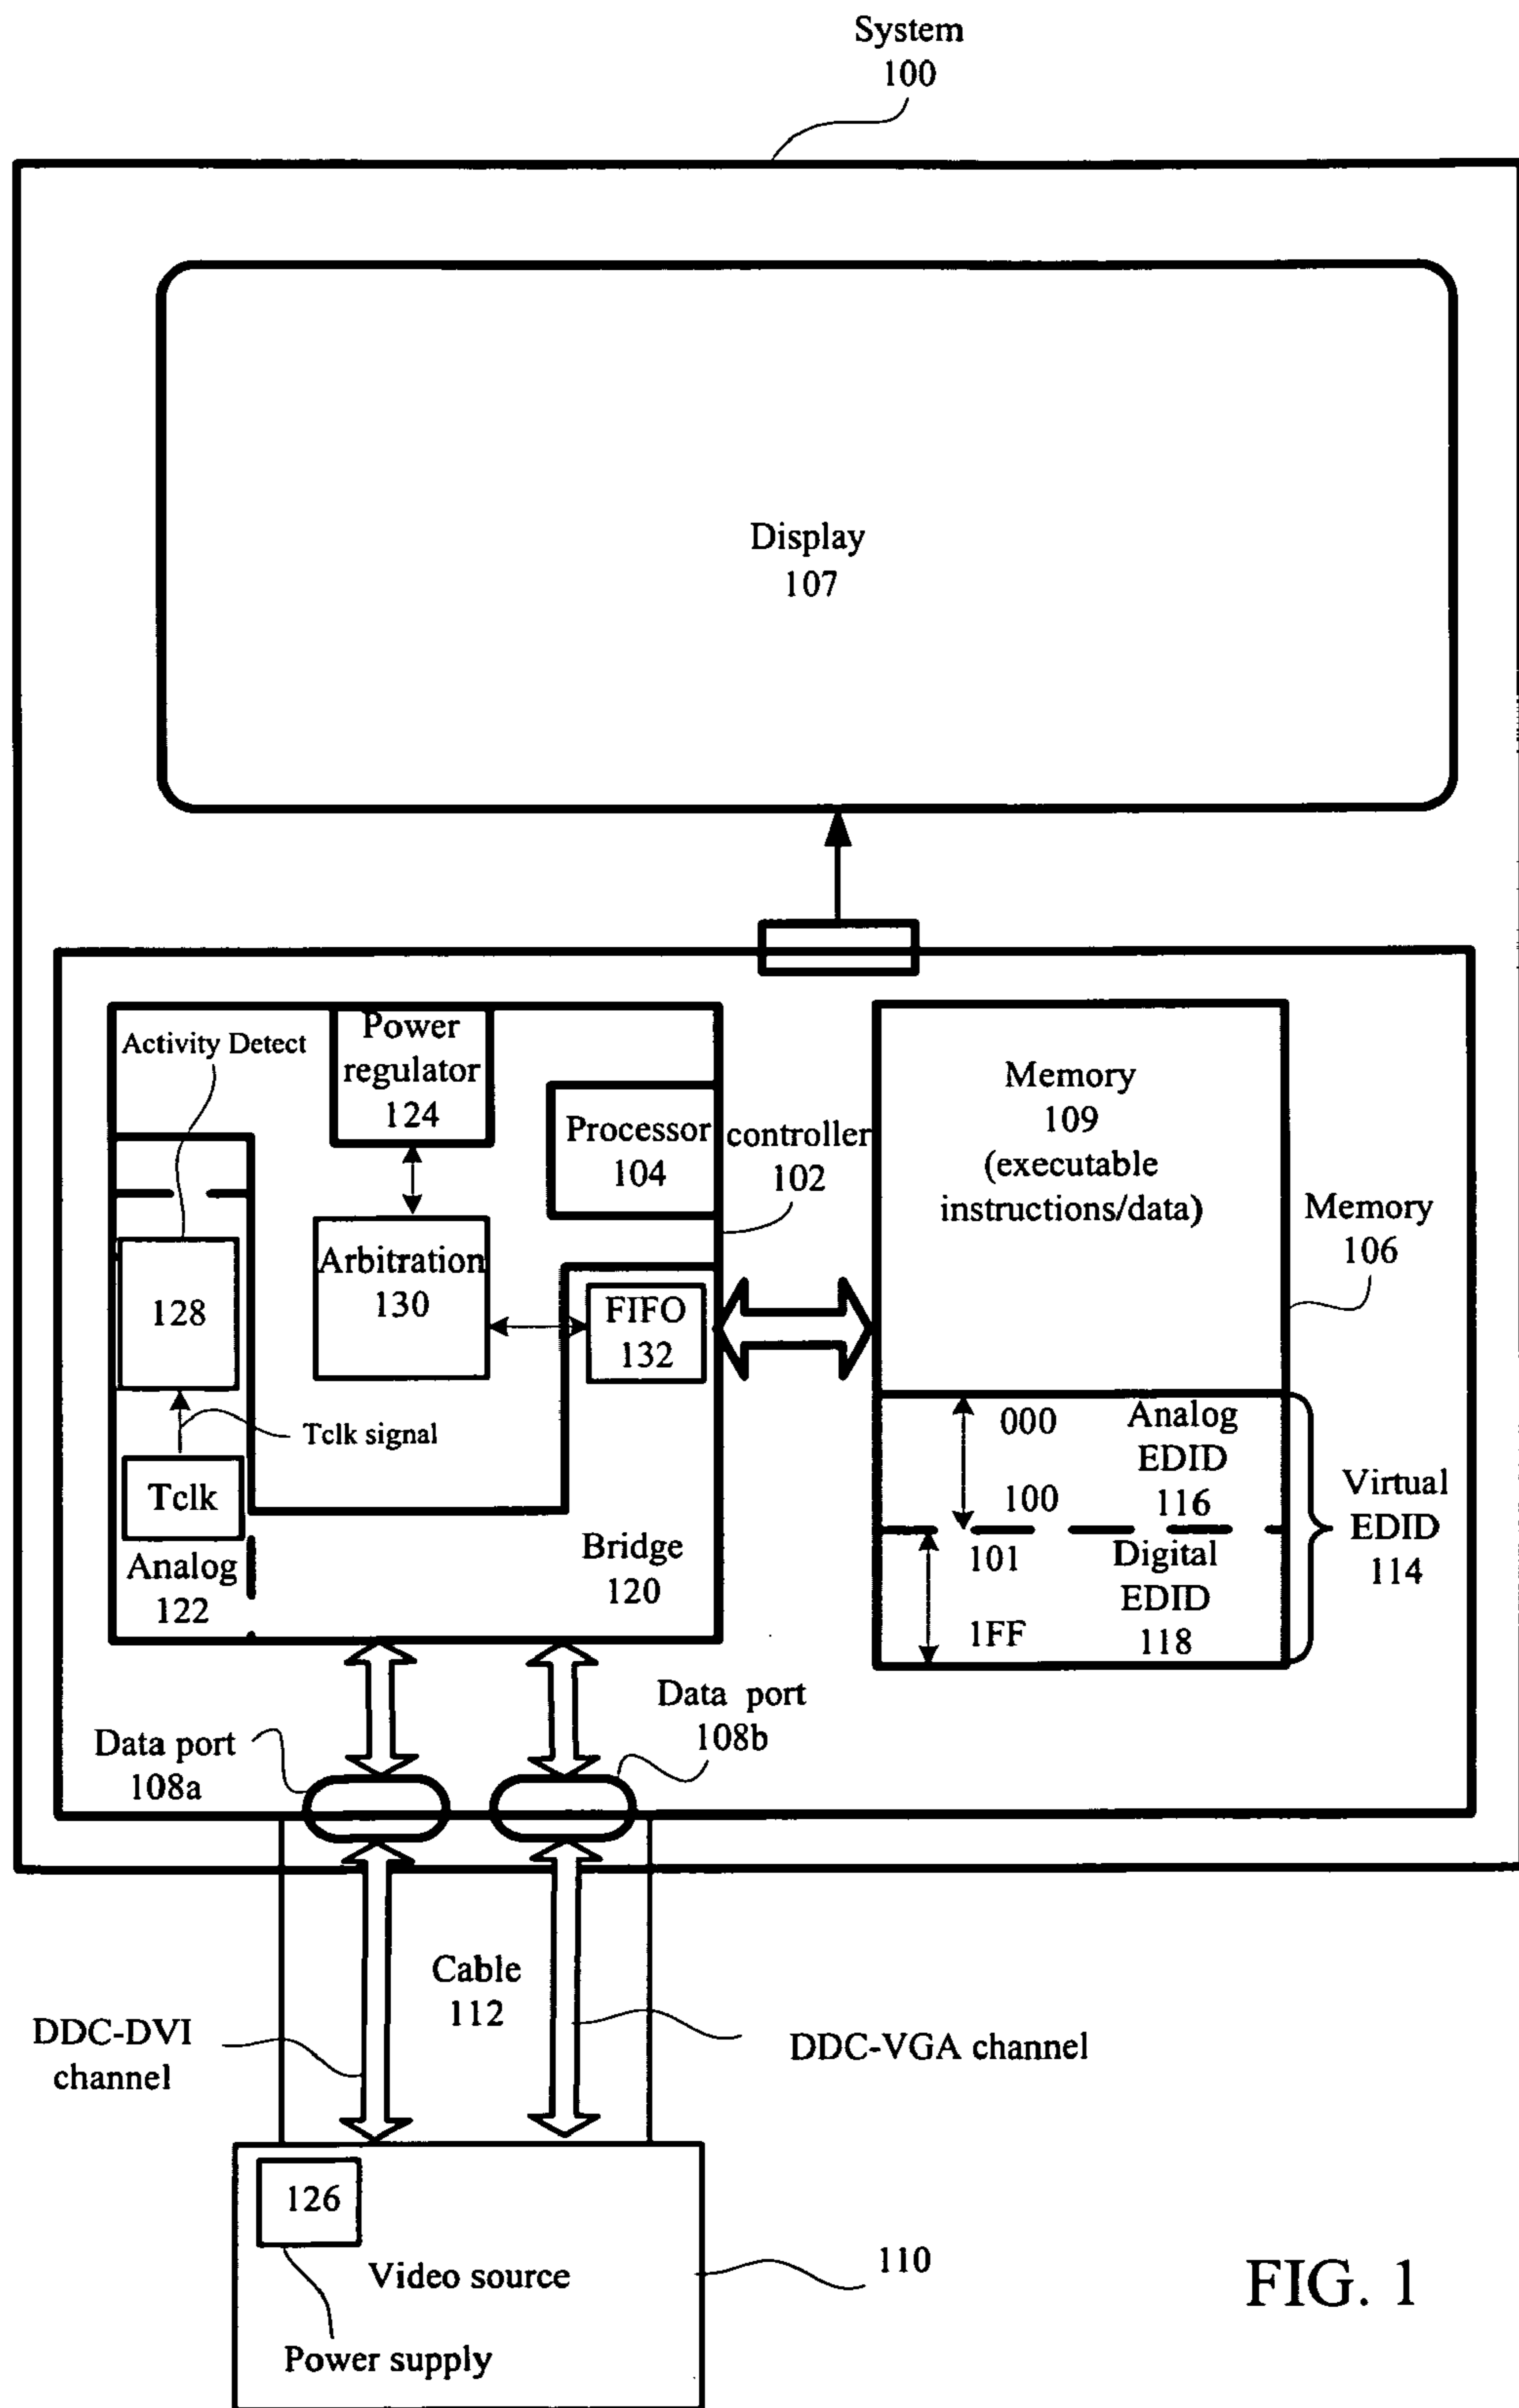 System
100
Display
107
Activity Detect
Power
regulator
124
Processor
104
controller
102
Memory
109
(executable
instructions/data)
Memory
106
128
Arbitration
130
FIFO
132
Tclk signal
Tclk
Analog
122
Bridge
120
000
100
Analog
EDID
116
101
1FF
Digital
EDID
118
Virtual
EDID
114
Data port
108a
Data port
108b
Cable
112
DDC-DVI
channel
DDC-VGA channel
126
Video source
110
Power supply
FIG. 1